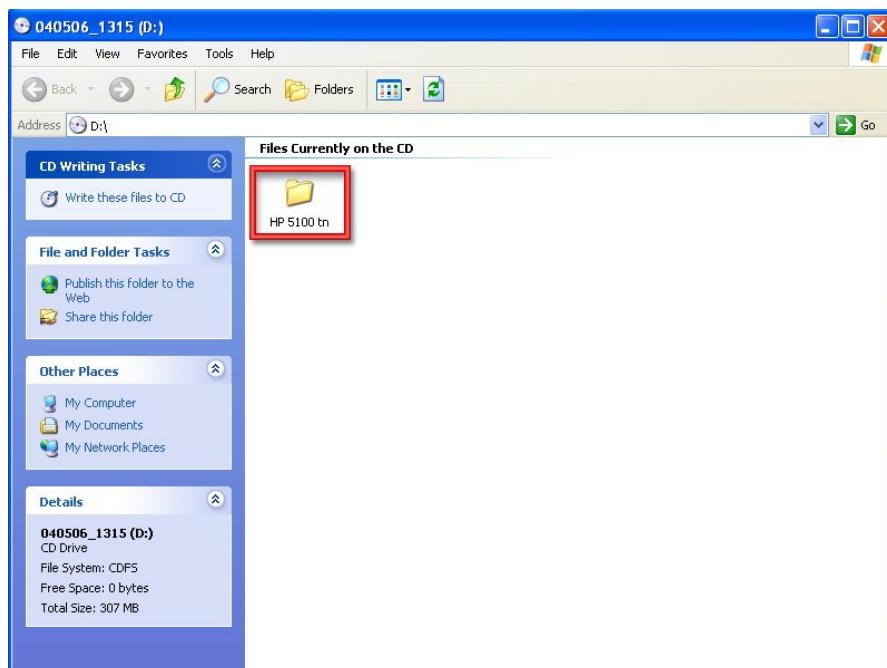 040506_1315 (D:)
File Edit View Favorites Tools Help
Back Search Folders
Address D:\ Go
Files Currently on the CD
HP 5100 tn
CD Writing Tasks
Write these files to CD
File and Folder Tasks
Publish this folder to the
Web
Share this folder
Other Places
My Computer
My Documents
My Network Places
Details
040506_1315 (D:)
CD Drive
File System: CDFS
Free Space: 0 bytes
Total Size: 307 MB